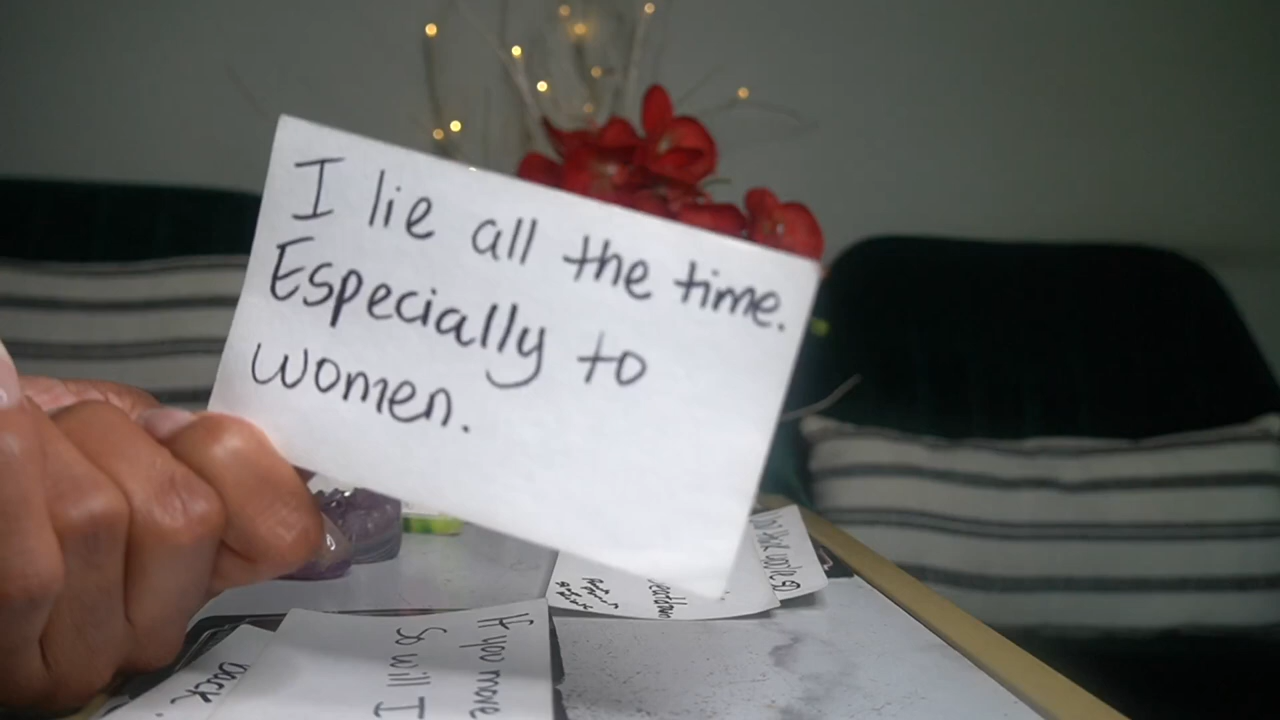 I lie all the time.
Especially to
women.
If you move
So will I
back.